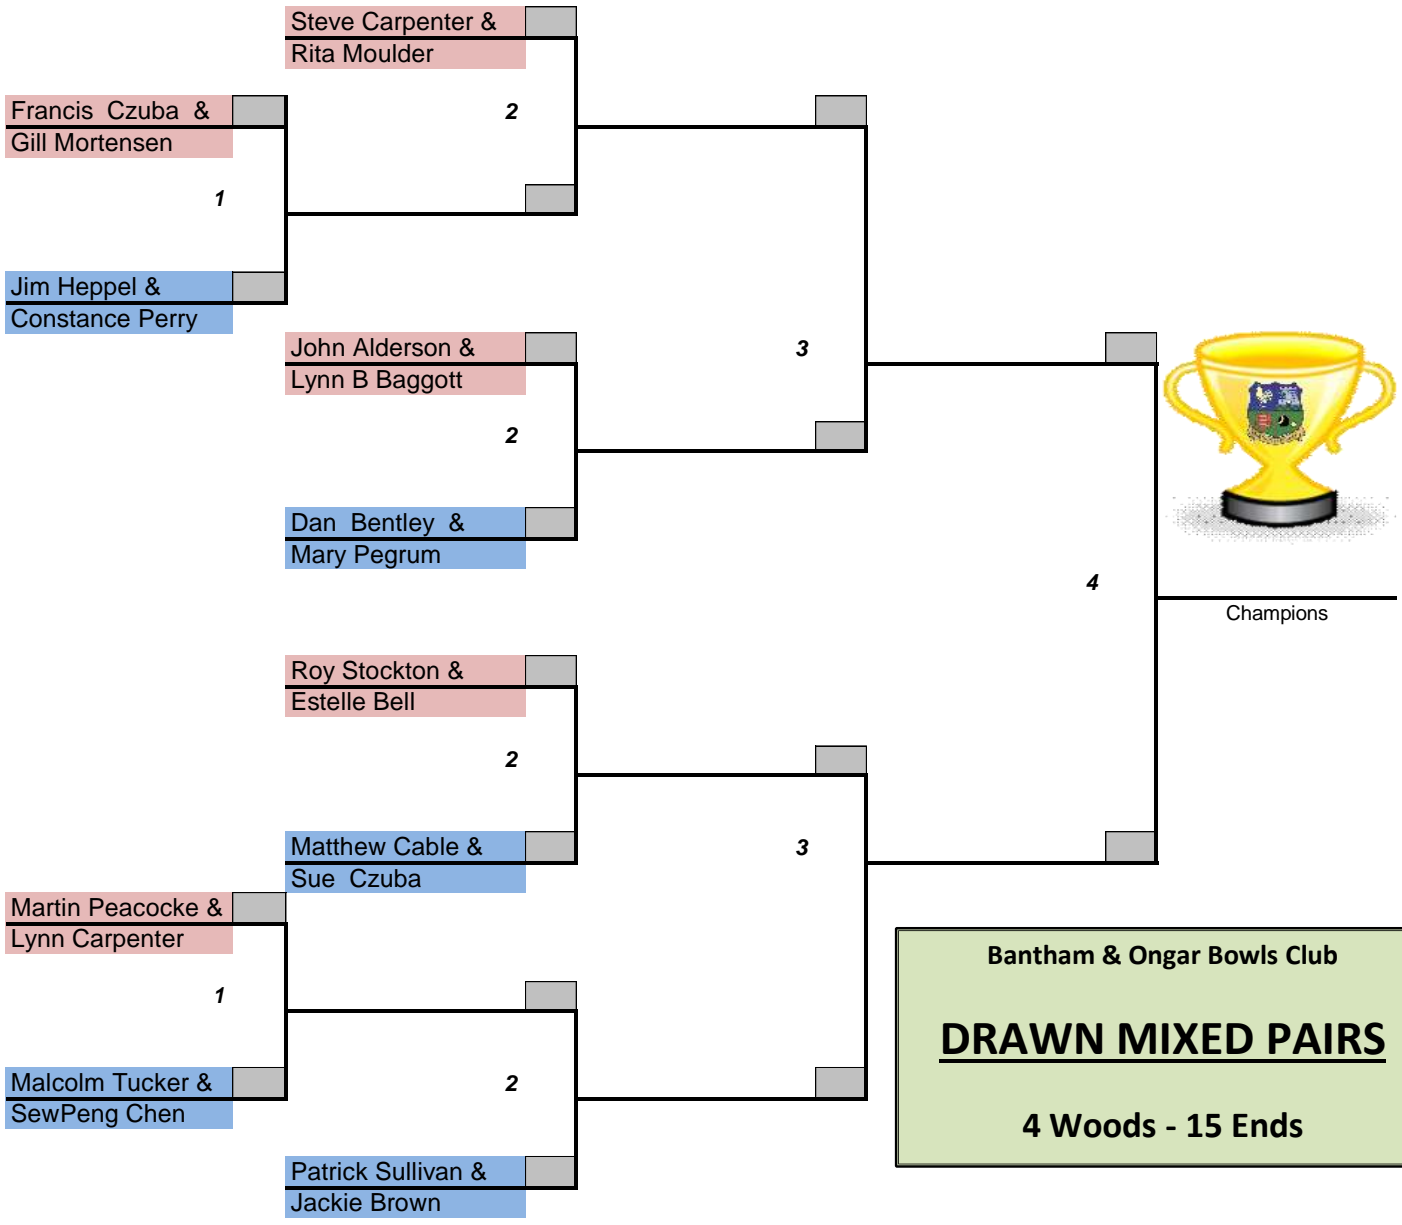 Steve Carpenter &
Rita Moulder
2
Francis Czuba &
Gill Mortensen
1
Jim Heppel &
Constance Perry
John Alderson &
Lynn B Baggott
3
2
Dan Bentley &
Mary Pegrum
4
Champions
Roy Stockton &
Estelle Bell
2
Matthew Cable &
Sue Czuba
3
Martin Peacocke &
Lynn Carpenter
1
Malcolm Tucker &
SewPeng Chen
2
Patrick Sullivan &
Jackie Brown
Bantham & Ongar Bowls Club
DRAWN MIXED PAIRS
4 Woods - 15 Ends